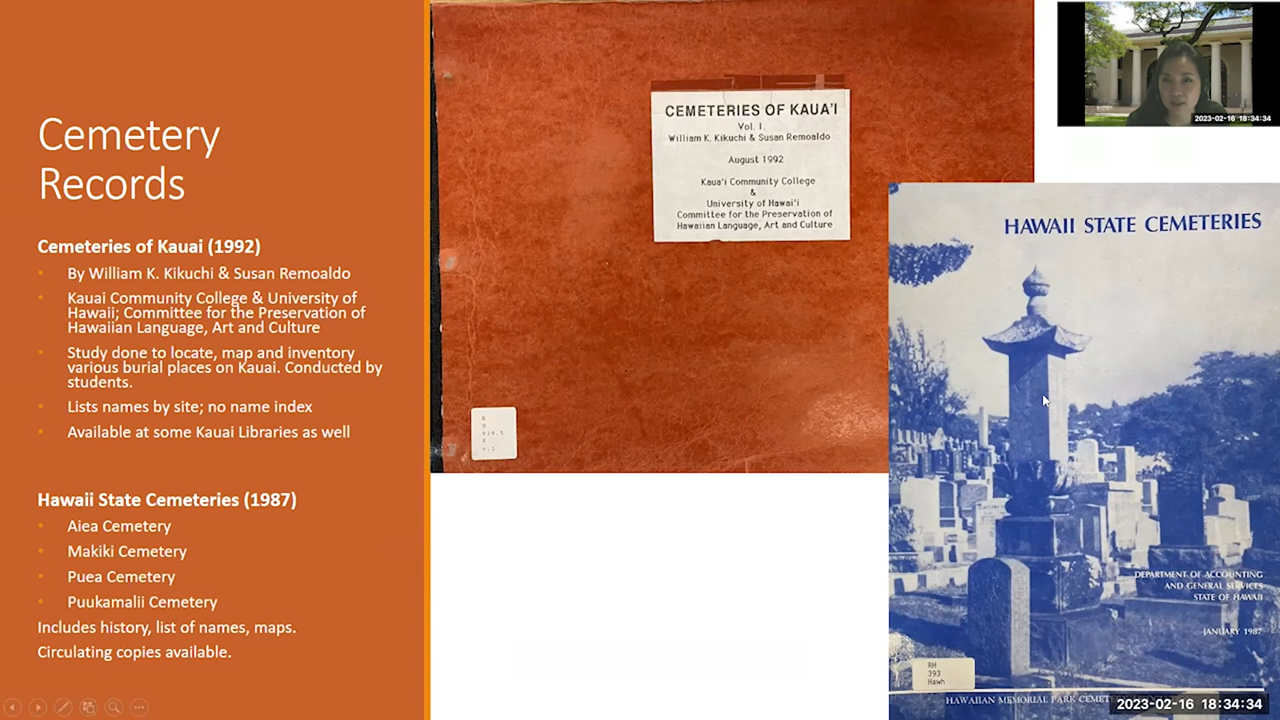 Cemetery
Records
Cemeteries of Kauai (1992)
By William K. Kikuchi & Susan Remoaldo
Kauai Community College & University of
Hawaii; Committee for the Preservation of
Hawaiian Language, Art and Culture
Study done to locate, map and inventory
various burial places on Kauai. Conducted by
students.
Lists names by site; no name index
Available at some Kauai Libraries as well
Hawaii State Cemeteries (1987)
Aiea Cemetery
Makiki Cemetery
Puea Cemetery
Puukamalii Cemetery
Includes history, list of names, maps.
Circulating copies available.
CEMETERIES OF KAUA'I
Vol. I.
William K. Kikuchi & Susan Remoaldo
August 1992
Kaua'i Community College
&
University of Hawai'i
Committee for the Preservation of
Hawaiian Language, Art and Culture
R
H
939.5
K
v.1
2023-02-16 18:34:34
HAWAII STATE CEMETERIES
DEPARTMENT OF ACCOUNTING
AND GENERAL SERVICES
STATE OF HAWAII
JANUARY 1987
RH
393
Hawh
HAWAIIAN MEMORIAL PARK
2023-02-16 18:34:34